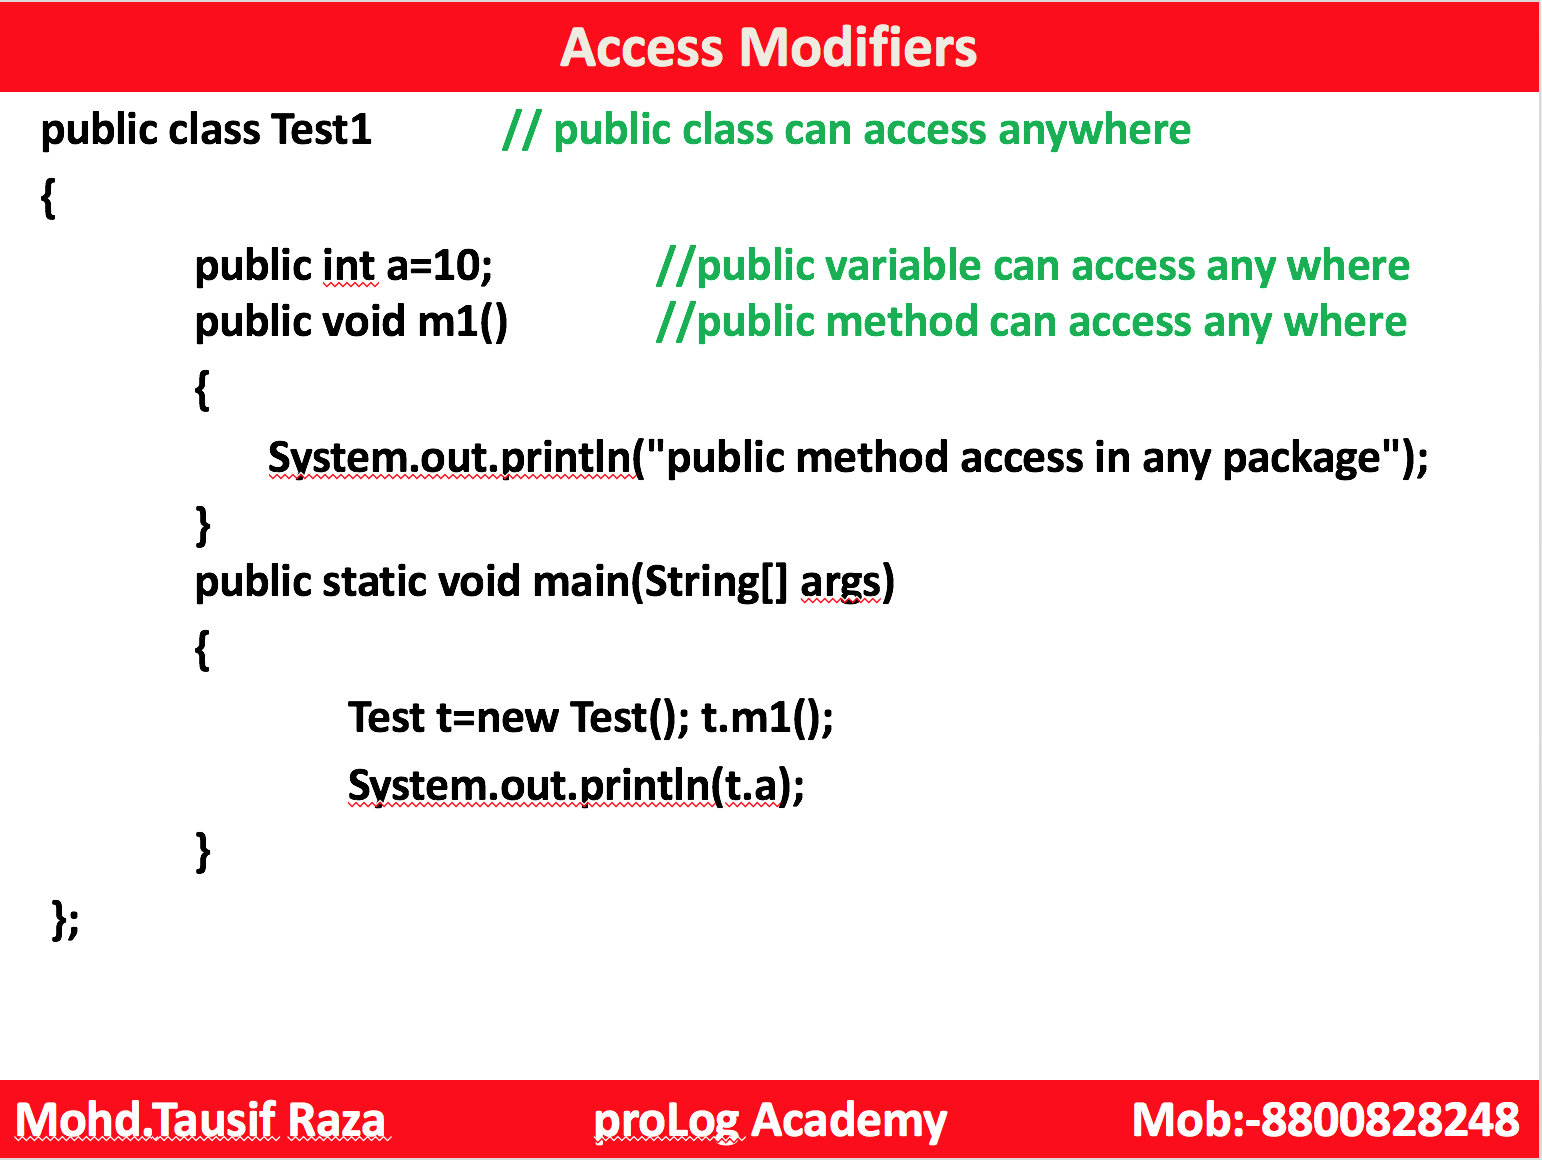 Access Modifiers
public class Test1 // public class can access anywhere
{
public int a=10; //public variable can access any where
public void m1() //public method can access any where
{
System.out.println("public method access in any package");
}
public static void main(String[] args)
{
Test t=new Test(); t.m1();
System.out.println(t.a);
}
};
Mohd.Tausif Raza proLog Academy Mob:-8800828248